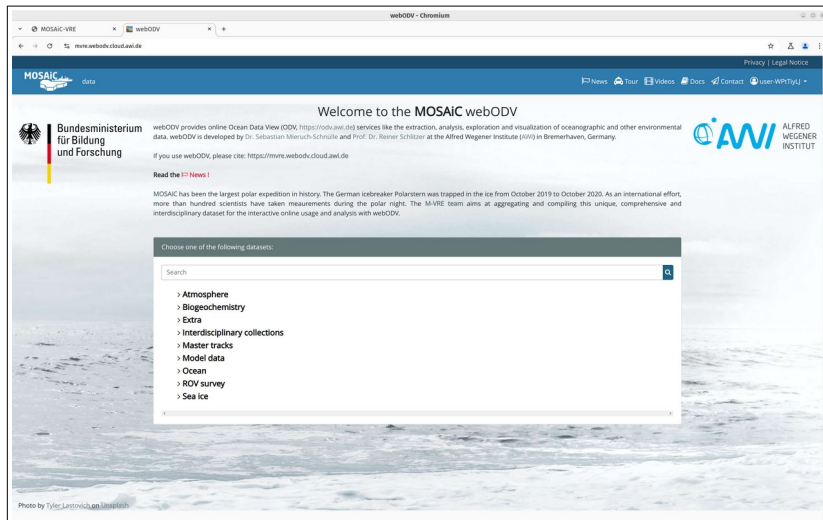 webODV - Chromium
MOSAiC-VRE × webODV × +
mvre.webodv.cloud.awi.de
Privacy | Legal Notice
MOSAiC data News Tour Videos Docs Contact user-WPtTiyLJ
Welcome to the MOSAiC webODV
Bundesministerium
für Bildung
und Forschung
webODV provides online Ocean Data View (ODV, https://odv.awi.de) services like the extraction, analysis, exploration and visualization of oceanographic and other environmental
data. webODV is developed by Dr. Sebastian Mieruch-Schnülle and Prof. Dr. Reiner Schlitzer at the Alfred Wegener Institute (AWI) in Bremerhaven, Germany.
If you use webODV, please cite: https://mvre.webodv.cloud.awi.de
Read the News !
MOSAiC has been the largest polar expedition in history. The German icebreaker Polarstern was trapped in the ice from October 2019 to October 2020. As an international effort,
more than hundred scientists have taken meaurements during the polar night. The M-VRE team aims at aggregating and compiling this unique, comprehensive and
interdisciplinary dataset for the interactive online usage and analysis with webODV.
AWI
ALFRED
WEGENER
INSTITUT
Choose one of the following datasets:
Search
> Atmosphere
> Biogeochemistry
> Extra
> Interdisciplinary collections
> Master tracks
> Model data
> Ocean
> ROV survey
> Sea ice
Photo by Tyler Lastovich on Unsplash